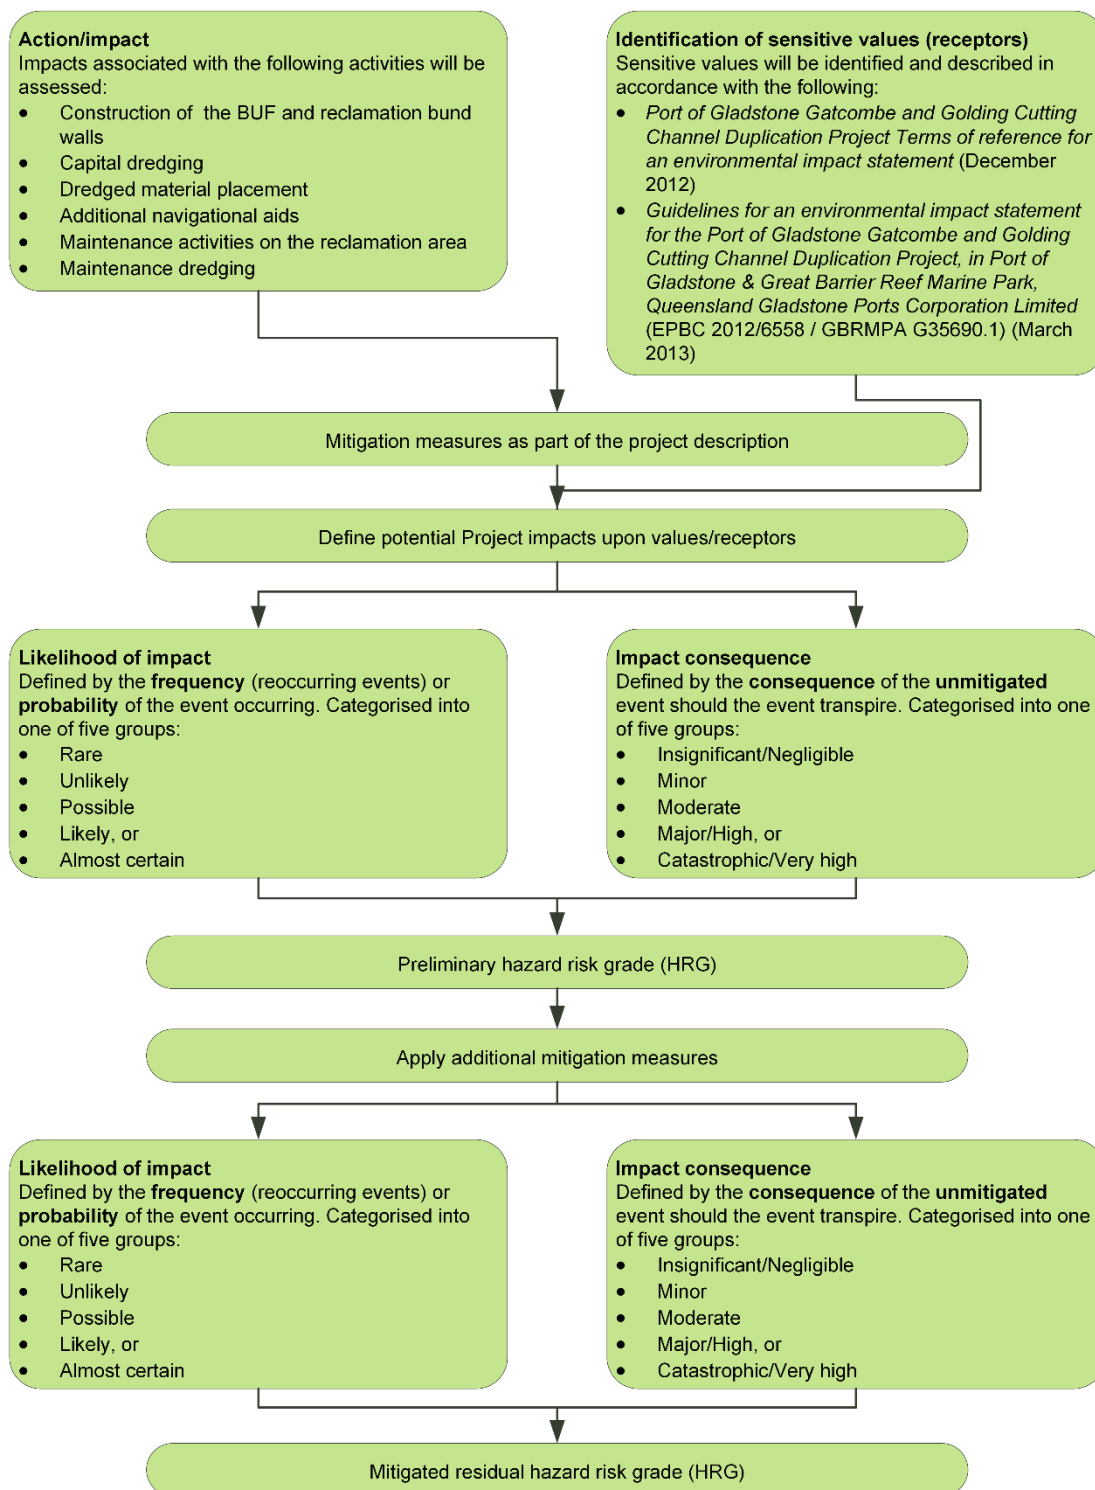 Action/impact
Impacts associated with the following activities will be
assessed:
• Construction of the BUF and reclamation bund
walls
• Capital dredging
• Dredged material placement
• Additional navigational aids
• Maintenance activities on the reclamation area
• Maintenance dredging
Identification of sensitive values (receptors)
Sensitive values will be identified and described in
accordance with the following:
• Port of Gladstone Gatcombe and Golding Cutting
Channel Duplication Project Terms of reference for
an environmental impact statement (December
2012)
• Guidelines for an environmental impact statement
for the Port of Gladstone Gatcombe and Golding
Cutting Channel Duplication Project, in Port of
Gladstone & Great Barrier Reef Marine Park,
Queensland Gladstone Ports Corporation Limited
(EPBC 2012/6558 / GBRMPA G35690.1) (March
2013)
Mitigation measures as part of the project description
Define potential Project impacts upon values/receptors
Likelihood of impact
Defined by the frequency (reoccurring events) or
probability of the event occurring. Categorised into
one of five groups:
• Rare
• Unlikely
• Possible
• Likely, or
• Almost certain
Impact consequence
Defined by the consequence of the unmitigated
event should the event transpire. Categorised into one
of five groups:
• Insignificant/Negligible
• Minor
• Moderate
• Major/High, or
• Catastrophic/Very high
Preliminary hazard risk grade (HRG)
Apply additional mitigation measures
Likelihood of impact
Defined by the frequency (reoccurring events) or
probability of the event occurring. Categorised into
one of five groups:
• Rare
• Unlikely
• Possible
• Likely, or
• Almost certain
Impact consequence
Defined by the consequence of the unmitigated
event should the event transpire. Categorised into one
of five groups:
• Insignificant/Negligible
• Minor
• Moderate
• Major/High, or
• Catastrophic/Very high
Mitigated residual hazard risk grade (HRG)